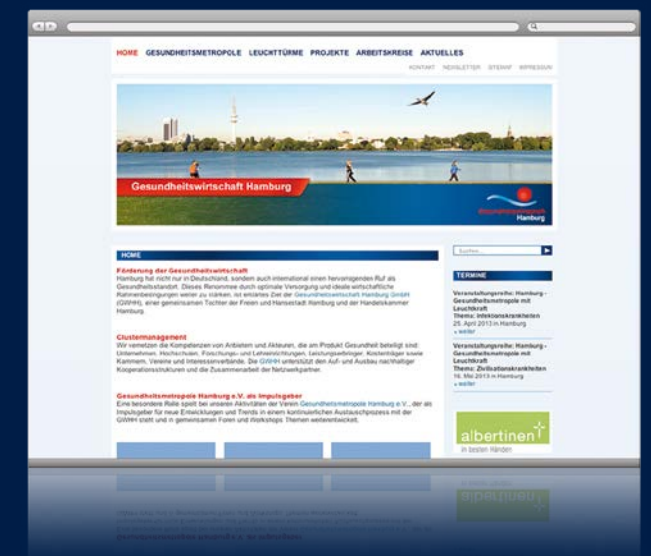 HOME GESUNDHEITSMETROPOLE LEUCHTTÜRME PROJEKTE ARBEITSKREISE AKTUELLES
KONTAKT NEWSLETTER SITEMAP IMPRESSUM
Gesundheitswirtschaft Hamburg
gesundheitswirtschaft
Hamburg
Suchen...
HOME
Förderung der Gesundheitswirtschaft
Hamburg hat nicht nur in Deutschland, sondern auch international einen hervorragenden Ruf als
Gesundheitsstandort. Dieses Renommee durch optimale Versorgung und ideale wirtschaftliche
Rahmenbedingungen weiter zu stärken, ist erklärtes Ziel der Gesundheitswirtschaft Hamburg GmbH
(GWHH), einer gemeinsamen Tochter der Freien und Hansestadt Hamburg und der Handelskammer
Hamburg.
Clustermanagement
Wir vernetzen die Kompetenzen von Anbietern und Akteuren, die am Produkt Gesundheit beteiligt sind:
Unternehmen, Hochschulen, Forschungs- und Lehreinrichtungen, Leistungserbringer, Kostenträger sowie
Kammern, Vereine und Interessenverbände. Die GWHH unterstützt den Auf- und Ausbau nachhaltiger
Kooperationsstrukturen und die Zusammenarbeit der Netzwerkpartner.
Gesundheitsmetropole Hamburg e.V. als Impulsgeber
Eine besondere Rolle spielt bei unseren Aktivitäten der Verein Gesundheitsmetropole Hamburg e.V., der als
Impulsgeber für neue Entwicklungen und Trends in einem kontinuierlichen Austauschprozess mit der
GWHH steht und in gemeinsamen Foren und Workshops Themen weiterentwickelt.
TERMINE
Veranstaltungsreihe: Hamburg -
Gesundheitsmetropole mit
Leuchtkraft
Thema: Infektionskrankheiten
25. April 2013 in Hamburg
weiter
Veranstaltungsreihe: Hamburg -
Gesundheitsmetropole mit
Leuchtkraft
Thema: Zivilisationskrankheiten
16. Mai 2013 in Hamburg
weiter
albertinen
in besten Händen